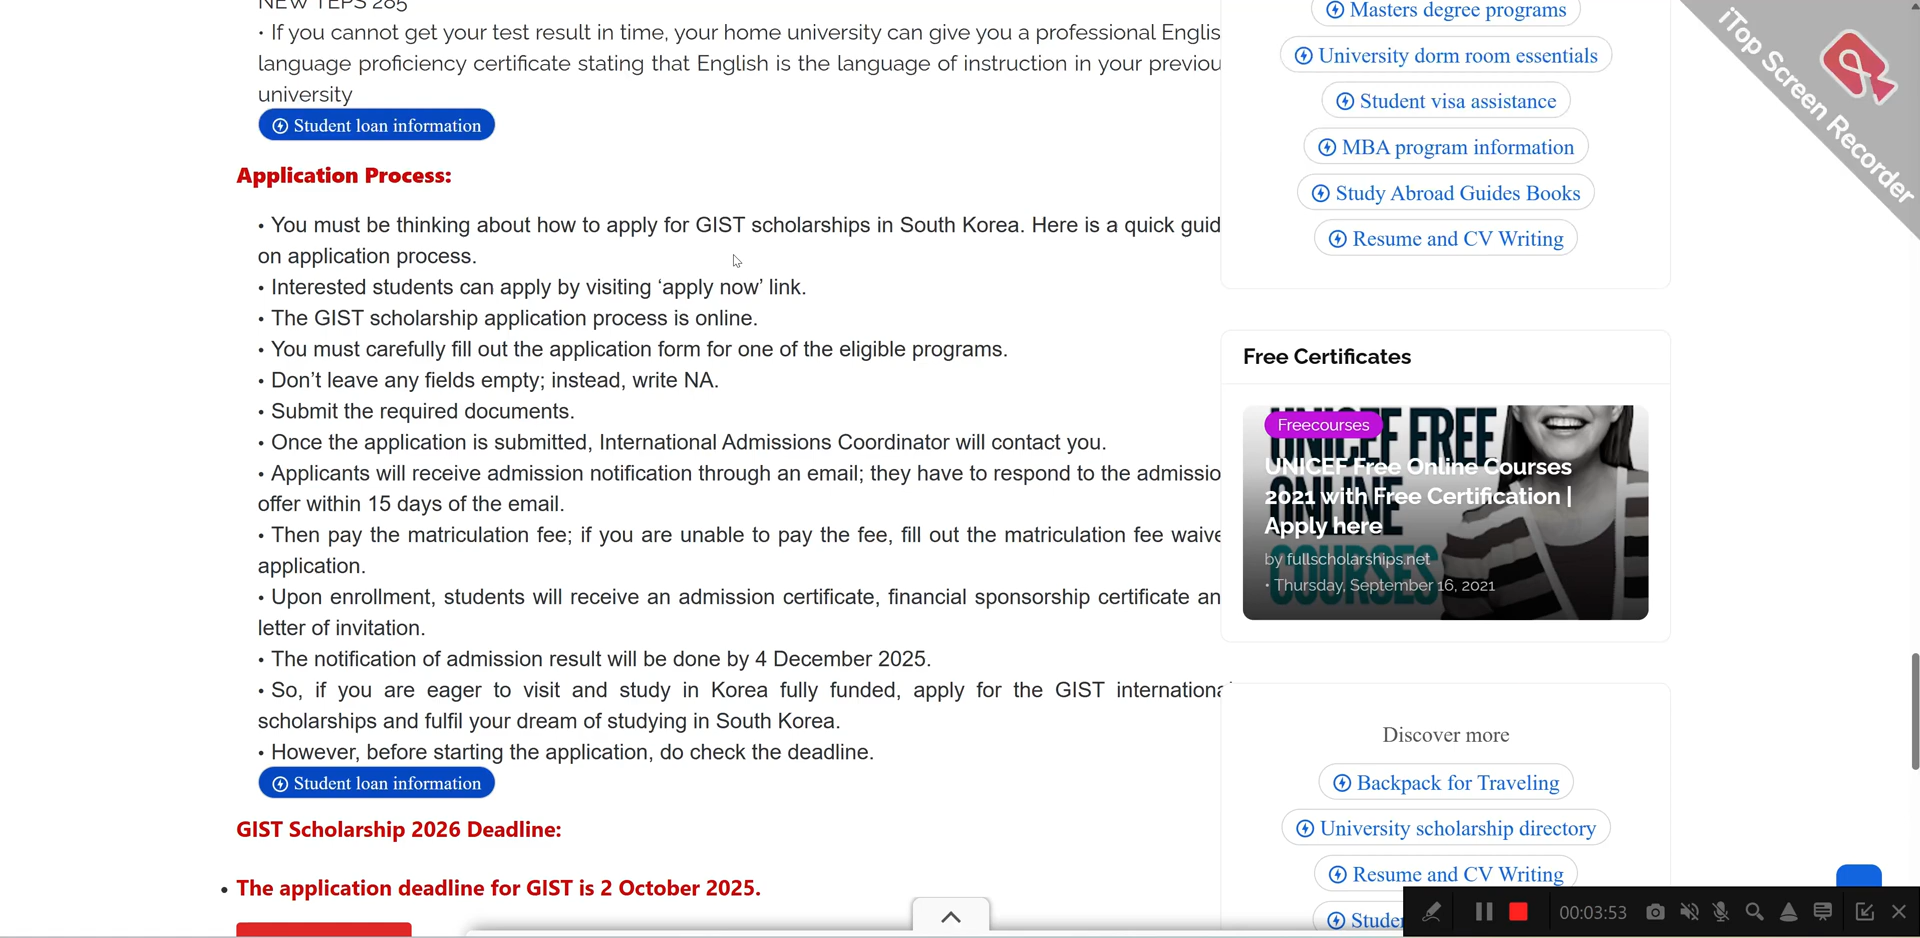 NEW TEPS 285
• If you cannot get your test result in time, your home university can give you a professional Englis
language proficiency certificate stating that English is the language of instruction in your previou
university
Student loan information
Application Process:
• You must be thinking about how to apply for GIST scholarships in South Korea. Here is a quick guid
on application process.
• Interested students can apply by visiting ‘apply now’ link.
• The GIST scholarship application process is online.
• You must carefully fill out the application form for one of the eligible programs.
• Don’t leave any fields empty; instead, write NA.
• Submit the required documents.
• Once the application is submitted, International Admissions Coordinator will contact you.
• Applicants will receive admission notification through an email; they have to respond to the admissio
offer within 15 days of the email.
• Then pay the matriculation fee; if you are unable to pay the fee, fill out the matriculation fee waive
application.
• Upon enrollment, students will receive an admission certificate, financial sponsorship certificate an
letter of invitation.
• The notification of admission result will be done by 4 December 2025.
• So, if you are eager to visit and study in Korea fully funded, apply for the GIST internationa
scholarships and fulfil your dream of studying in South Korea.
• However, before starting the application, do check the deadline.
Student loan information
GIST Scholarship 2026 Deadline:
• The application deadline for GIST is 2 October 2025.
Masters degree programs
University dorm room essentials
Student visa assistance
MBA program information
Study Abroad Guides Books
Resume and CV Writing
Free Certificates
UNICEF FREE
ONLINE
COURSES
Freecourses
UNICEF Free Online Courses
2021 with Free Certification |
Apply here
by fullscholarships.net
• Thursday, September 16, 2021
Discover more
Backpack for Traveling
University scholarship directory
Resume and CV Writing
Stude
00:03:53
iTop Screen Recorder